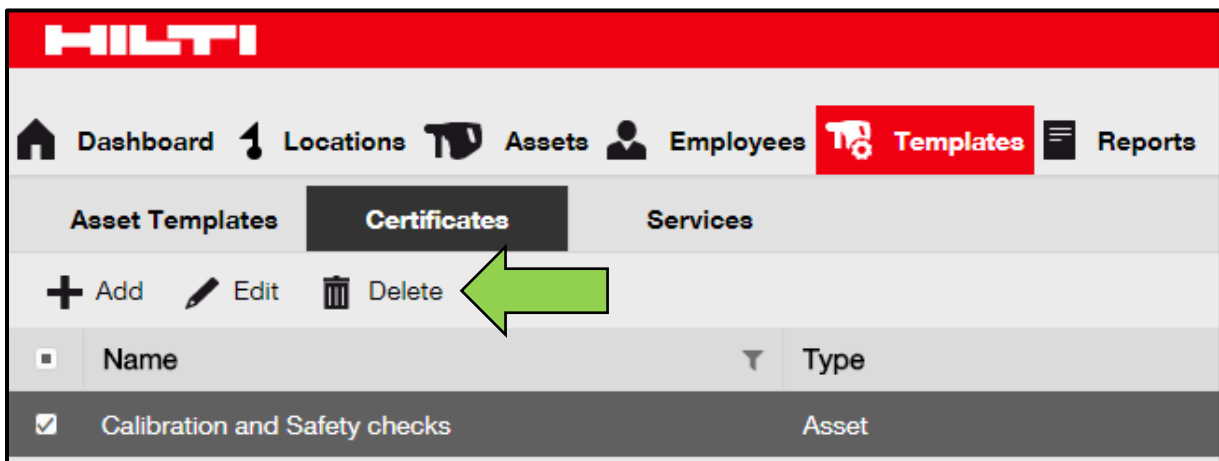 HILTI
Dashboard Locations Assets Employees Templates Reports
Asset Templates Certificates Services
Add Edit Delete
Name Type
Calibration and Safety checks Asset